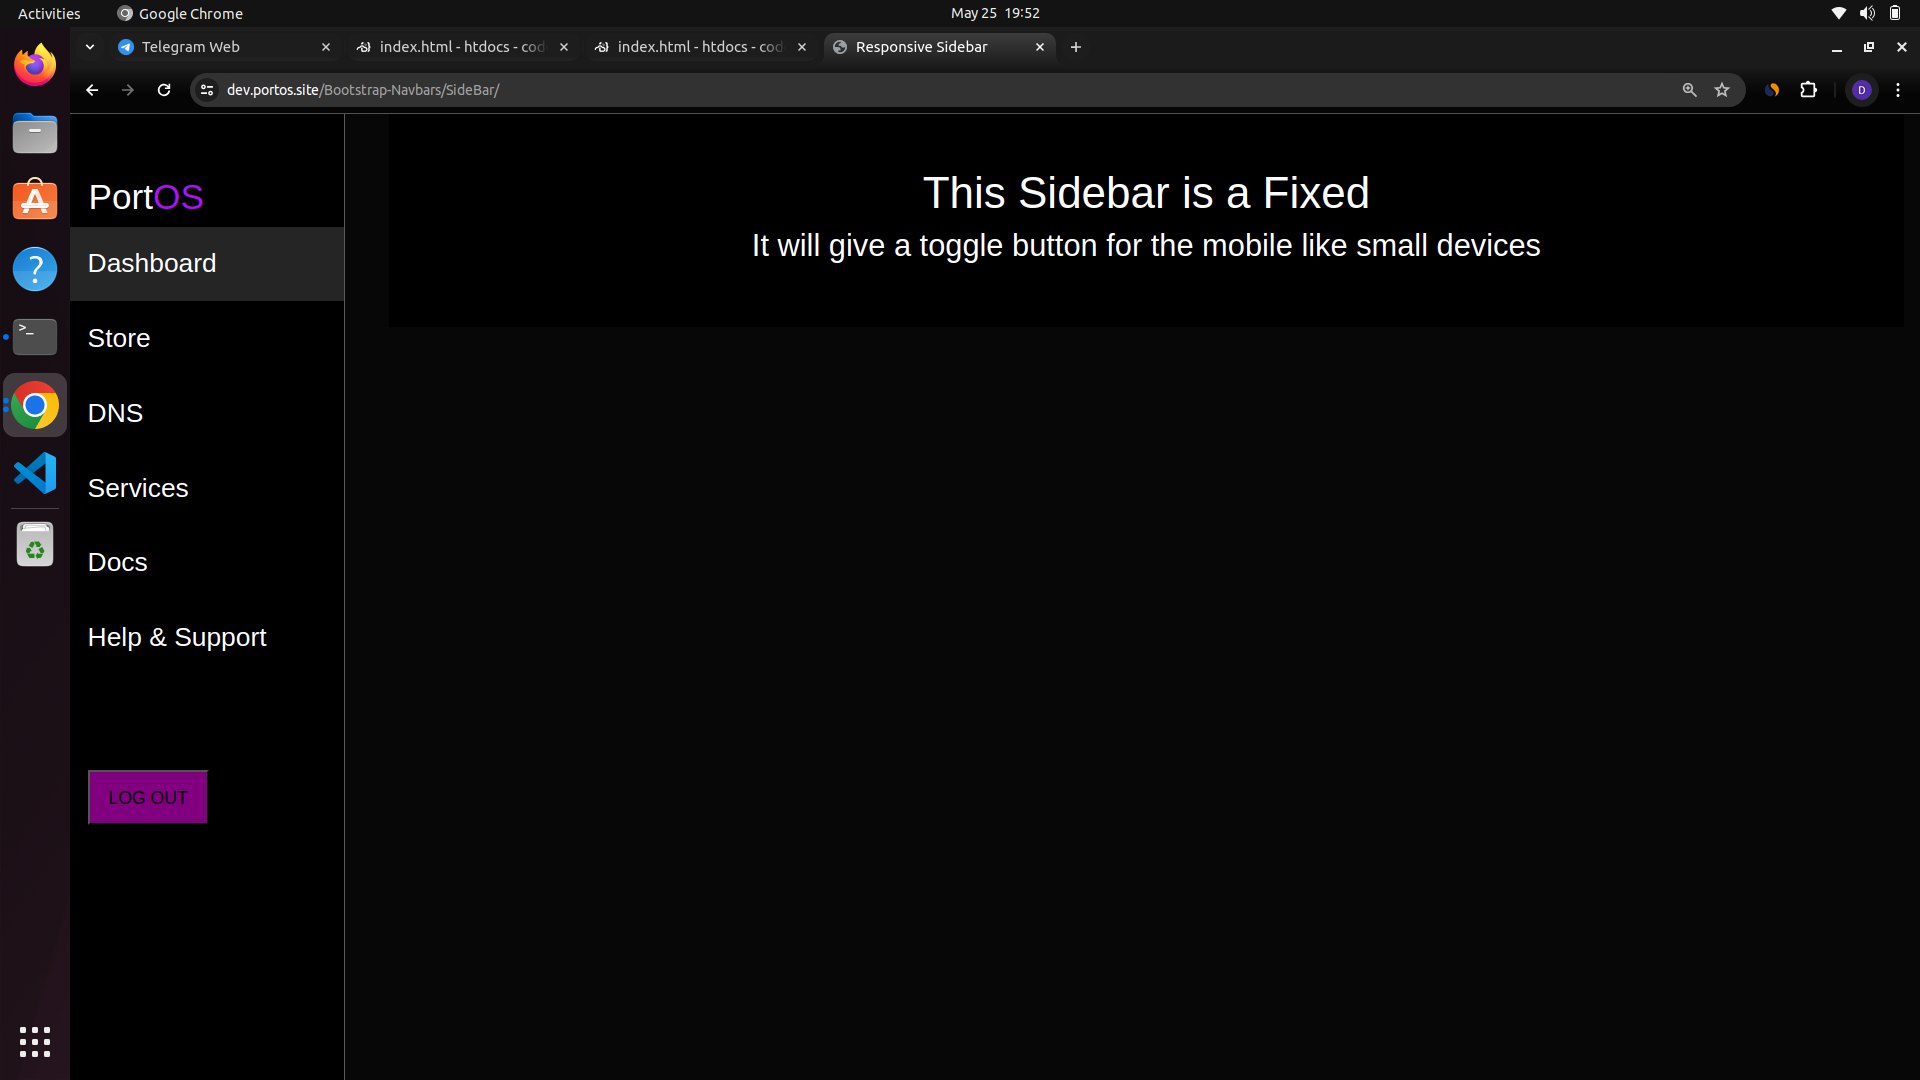 Activities
Google Chrome
May 25 19:52
Telegram Web
index.html - htdocs - cod
index.html - htdocs - cod
Responsive Sidebar
dev.portos.site/Bootstrap-Navbars/SideBar/
D
PortOS
This Sidebar is a Fixed
It will give a toggle button for the mobile like small devices
Dashboard
Store
DNS
Services
Docs
Help & Support
LOG OUT